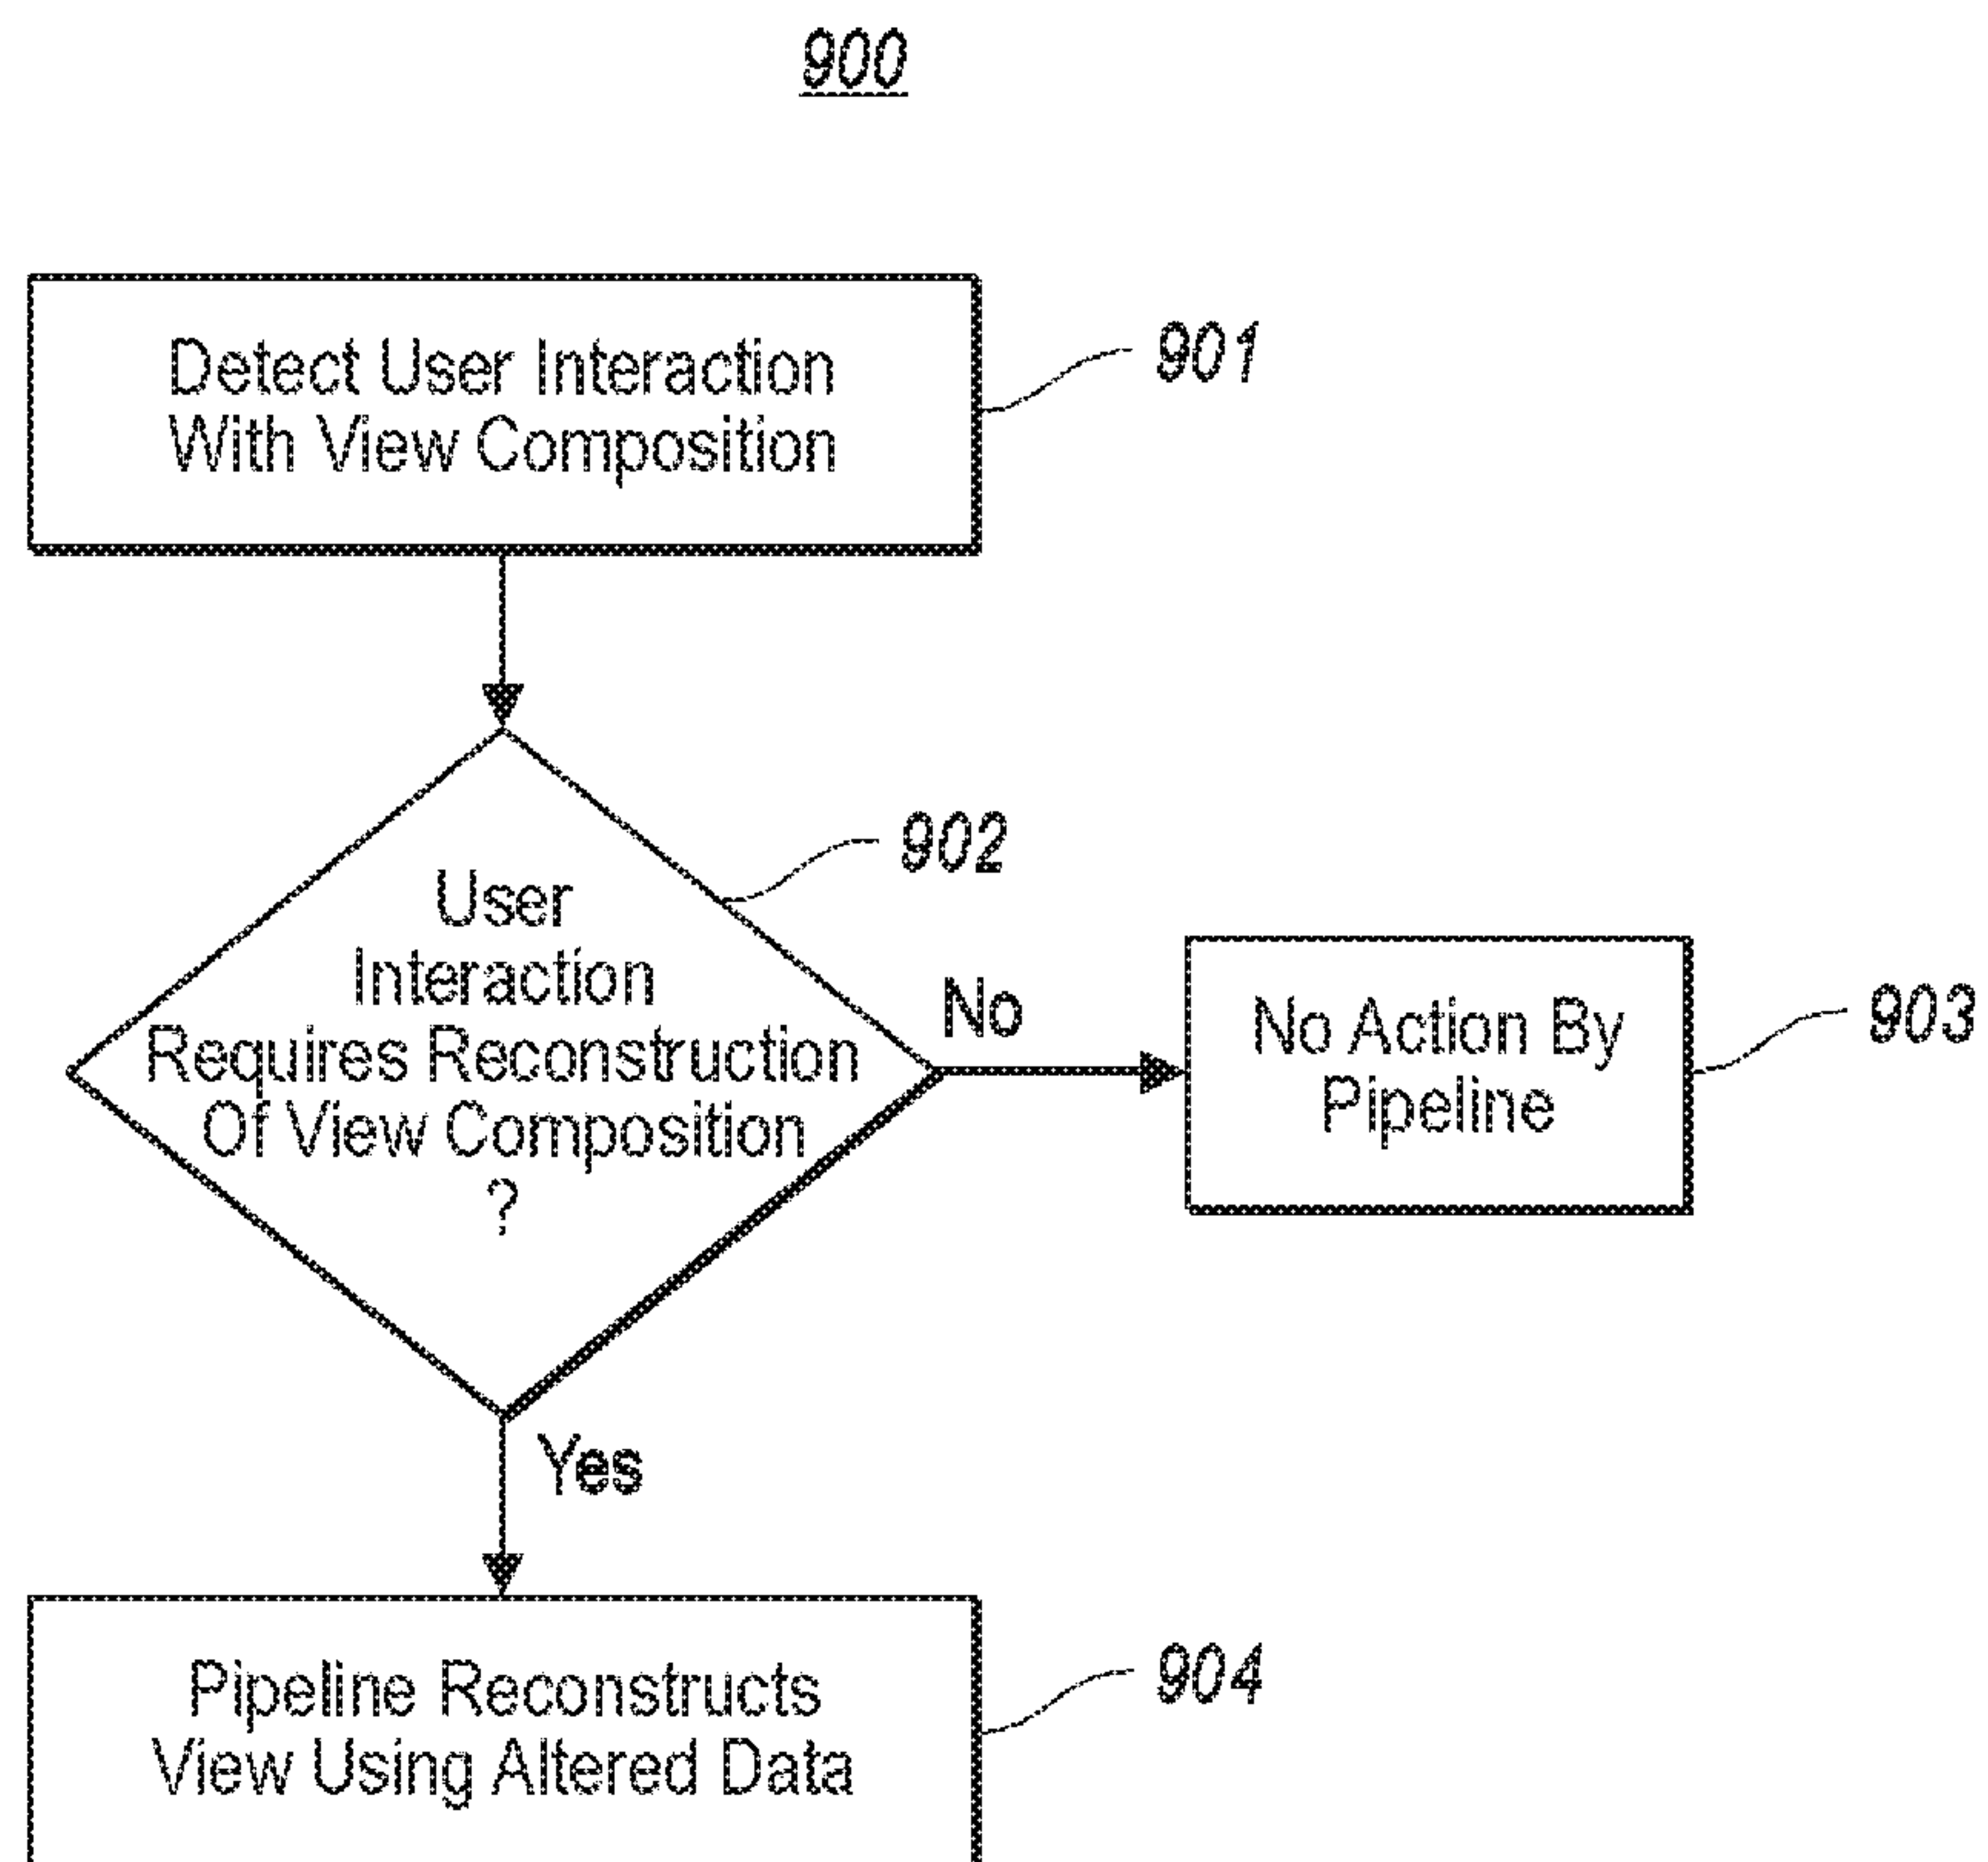 900
Detect User Interaction
With View Composition
901
User
Interaction
Requires Reconstruction
Of View Composition
?
902
No
No Action By
Pipeline
903
Yes
Pipeline Reconstructs
View Using Altered Data
904